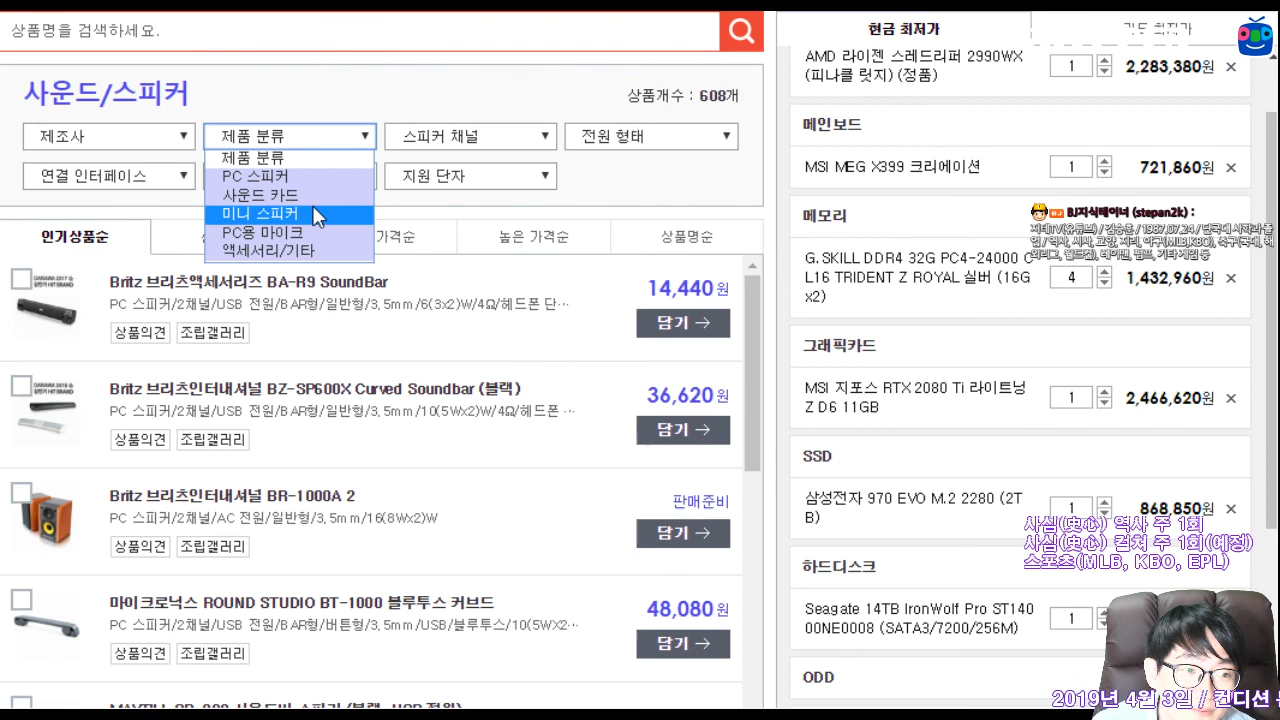 상품명을 검색하세요.
사운드/스피커
상품개수 : 608개
제조사
제품 분류
스피커 채널
전원 형태
연결 인터페이스
지원 단자
제품 분류
PC 스피커
사운드 카드
미니 스피커
PC용 마이크
액세서리/기타
인기상품순
가격순
높은 가격순
상품명순
DANAWA 2017
HIT BRAND
Britz 브리츠액세서리즈 BA-R9 SoundBar
PC 스피커/2채널/USB 전원/BAR형/일반형/3,5mm/6(3x2)W/4Ω/헤드폰 단…
14,440 원
상품의견
조립갤러리
담기 →
DANAWA 2018
HIT BRAND
Britz 브리츠인터내셔널 BZ-SP600X Curved Soundbar (블랙)
PC 스피커/2채널/USB 전원/BAR형/일반형/3,5mm/10(5Wx2)W/4Ω/헤드폰 …
36,620 원
상품의견
조립갤러리
담기 →
Britz 브리츠인터내셔널 BR-1000A 2
PC 스피커/2채널/AC 전원/일반형/3,5mm/16(8Wx2)W
판매준비
상품의견
조립갤러리
담기 →
마이크로닉스 ROUND STUDIO BT-1000 블루투스 커브드
PC 스피커/2채널/USB 전원/BAR형/버튼형/3,5mm/USB/블루투스/10(5WX2…
48,080 원
상품의견
조립갤러리
담기 →
현금 최저가
카드 최저가
AMD 라이젠 스레드리퍼 2990WX
(피나클 릿지) (정품)
1
2,283,380원
메인보드
MSI MEG X399 크리에이션
1
721,860원
메모리
BJ BJ지식테이너 (stepan2k) :
G.SKILL DDR4 32G PC4-24000 C
L16 TRIDENT Z ROYAL 실버 (16G
x2)
4
1,432,960원
그래픽카드
MSI 지포스 RTX 2080 Ti 라이트닝
Z D6 11GB
1
2,466,620원
SSD
삼성전자 970 EVO M.2 2280 (2T
B)
1
868,850원
사심(史心) 역사 주 1회
사심(史心) 컬쳐 주 1회(예정)
스포츠(MLB, KBO, EPL)
하드디스크
Seagate 14TB IronWolf Pro ST140
00NE0008 (SATA3/7200/256M)
1
ODD
2019년 4월 3일 / 컨디션